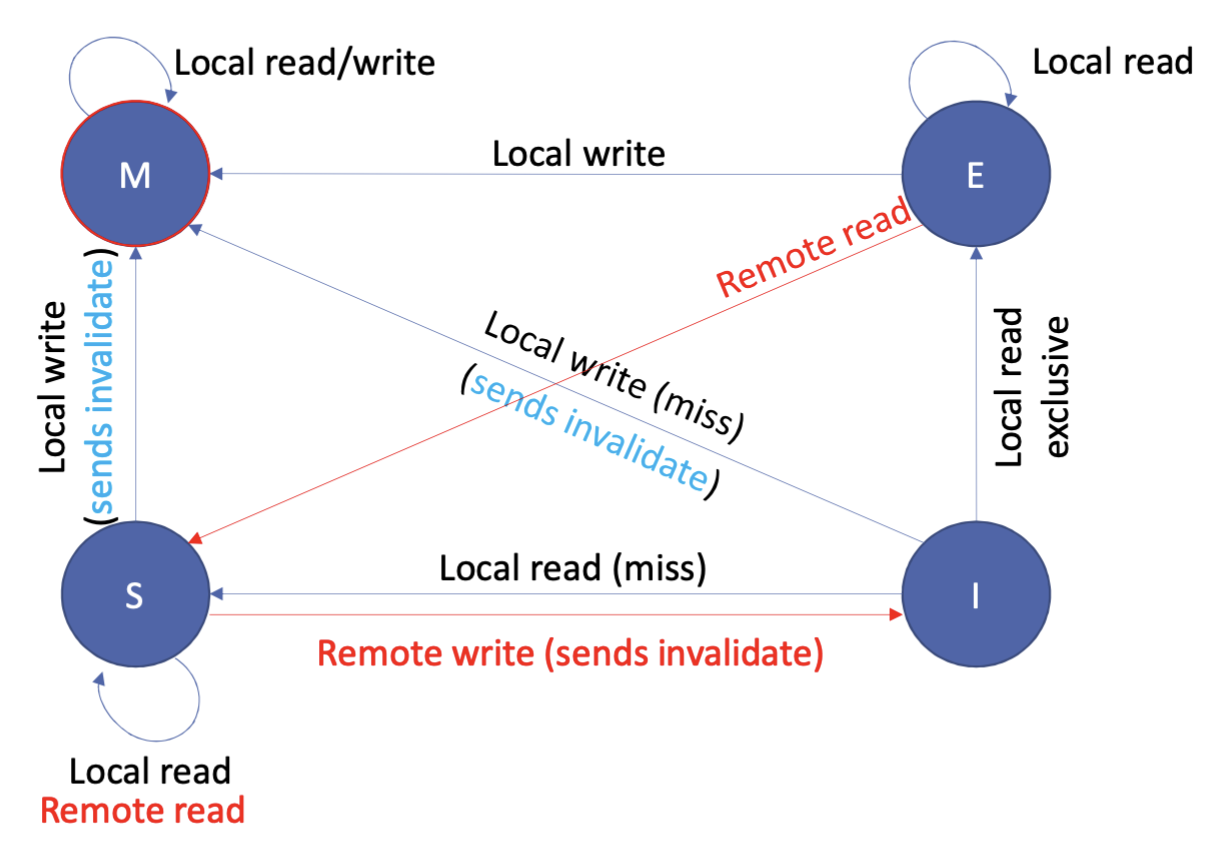 Local read/write
Local read
M
Local write
E
Remote read
Local write
(sends invalidate)
Local write (miss)
(sends invalidate)
Local read
exclusive
S
Local read (miss)
I
Remote write (sends invalidate)
Local read
Remote read